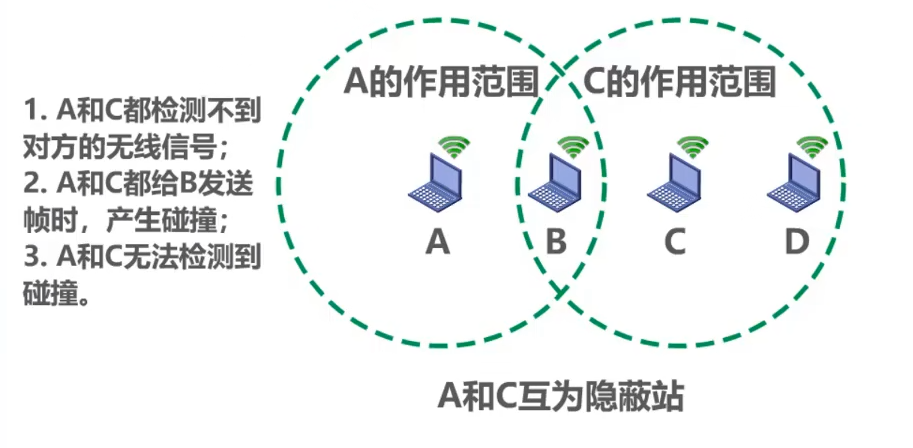 A的作用范围
C的作用范围
1. A和C都检测不到
对方的无线信号；
2. A和C都给B发送
帧时，产生碰撞；
3. A和C无法检测到
碰撞。
A
B
C
D
A和C互为隐蔽站